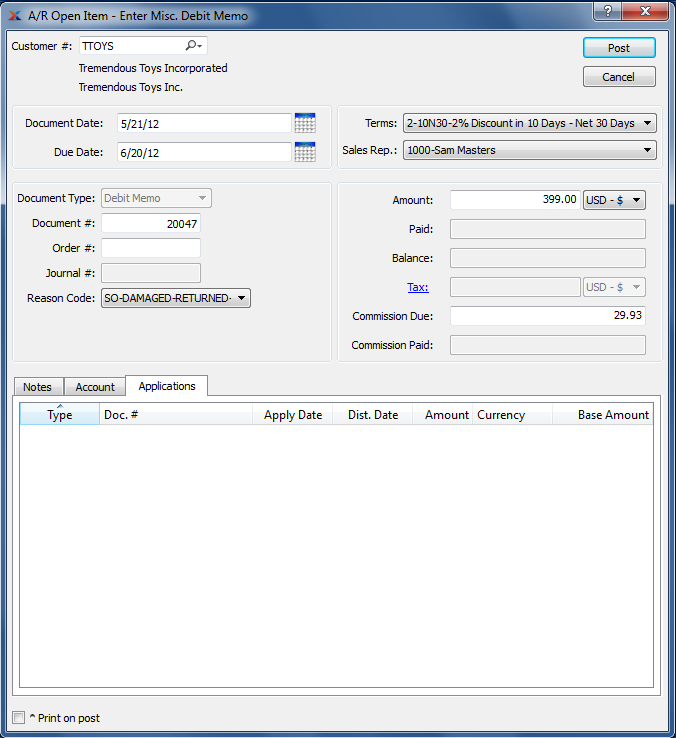 A/R Open Item - Enter Misc. Debit Memo
Customer #: TTOYS
Post
Tremendous Toys Incorporated
Cancel
Tremendous Toys Inc.
Document Date: 5/21/12
Terms: 2-10N30-2% Discount in 10 Days - Net 30 Days
Due Date: 6/20/12
Sales Rep.: 1000-Sam Masters
Document Type: Debit Memo
Amount: 399.00 USD - $
Document #: 20047
Paid:
Order #:
Balance:
Journal #:
Tax: USD - $
Reason Code: SO-DAMAGED-RETURNED-
Commission Due: 29.93
Commission Paid:
Notes Account Applications
Type Doc. # Apply Date Dist. Date Amount Currency Base Amount
^ Print on post